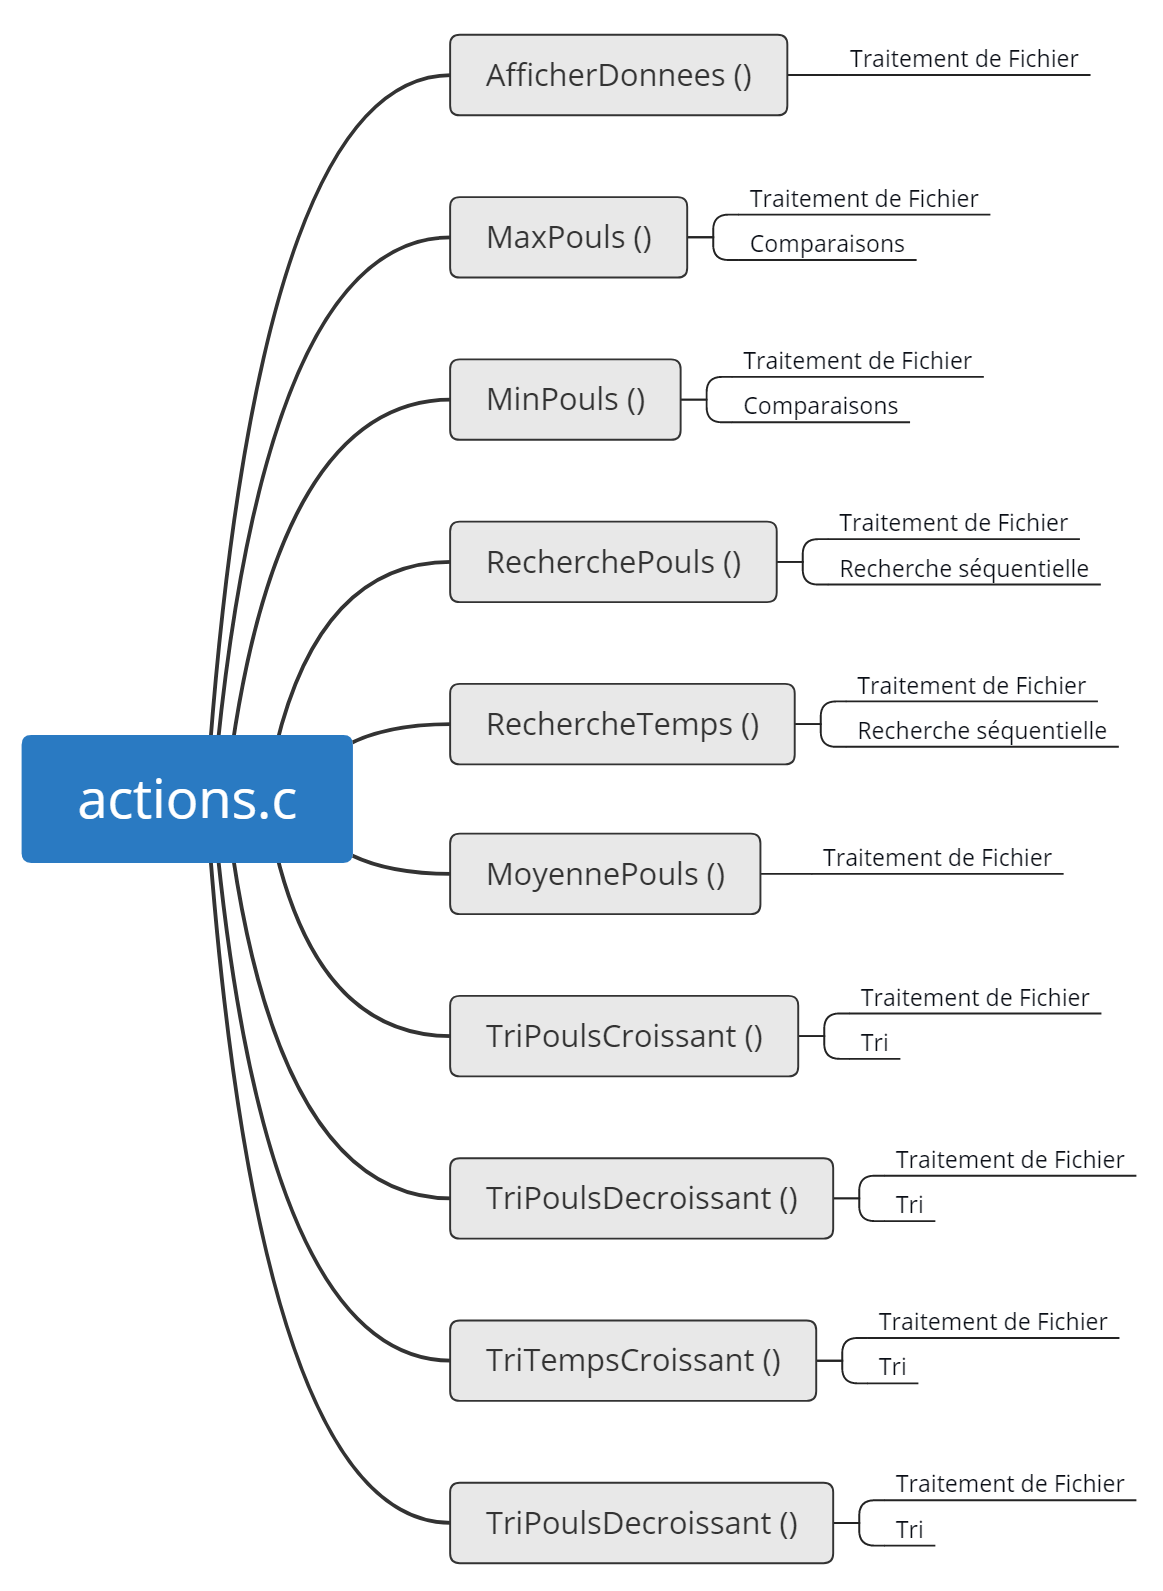 actions.c
AfficherDonnees ()
Traitement de Fichier
MaxPouls ()
Traitement de Fichier
Comparaisons
MinPouls ()
Traitement de Fichier
Comparaisons
RecherchePouls ()
Traitement de Fichier
Recherche séquentielle
RechercheTemps ()
Traitement de Fichier
Recherche séquentielle
MoyennePouls ()
Traitement de Fichier
TriPoulsCroissant ()
Traitement de Fichier
Tri
TriPoulsDecroissant ()
Traitement de Fichier
Tri
TriTempsCroissant ()
Traitement de Fichier
Tri
TriPoulsDecroissant ()
Traitement de Fichier
Tri